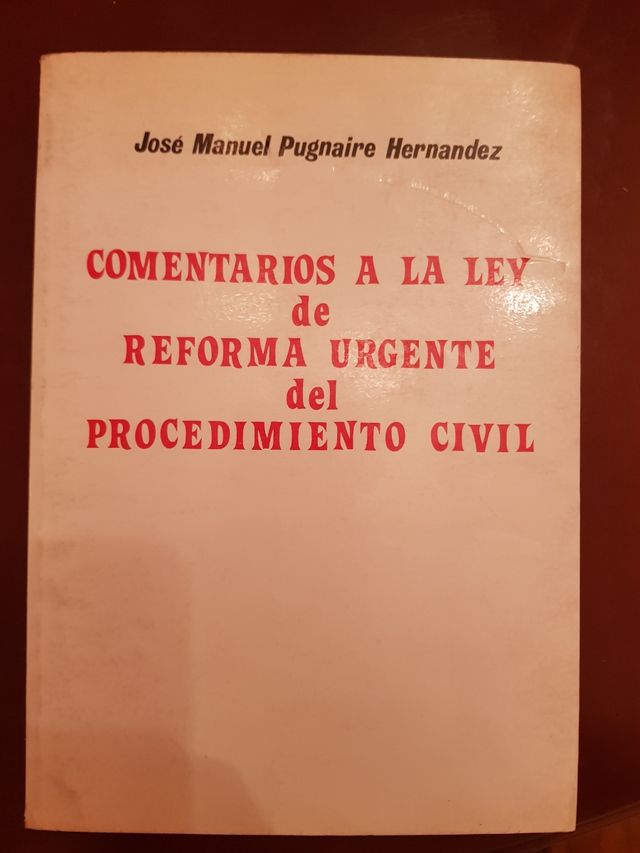 José Manuel Pugnaire Hernandez
COMENTARIOS A LA LEY
de
REFORMA URGENTE
del
PROCEDIMIENTO CIVIL